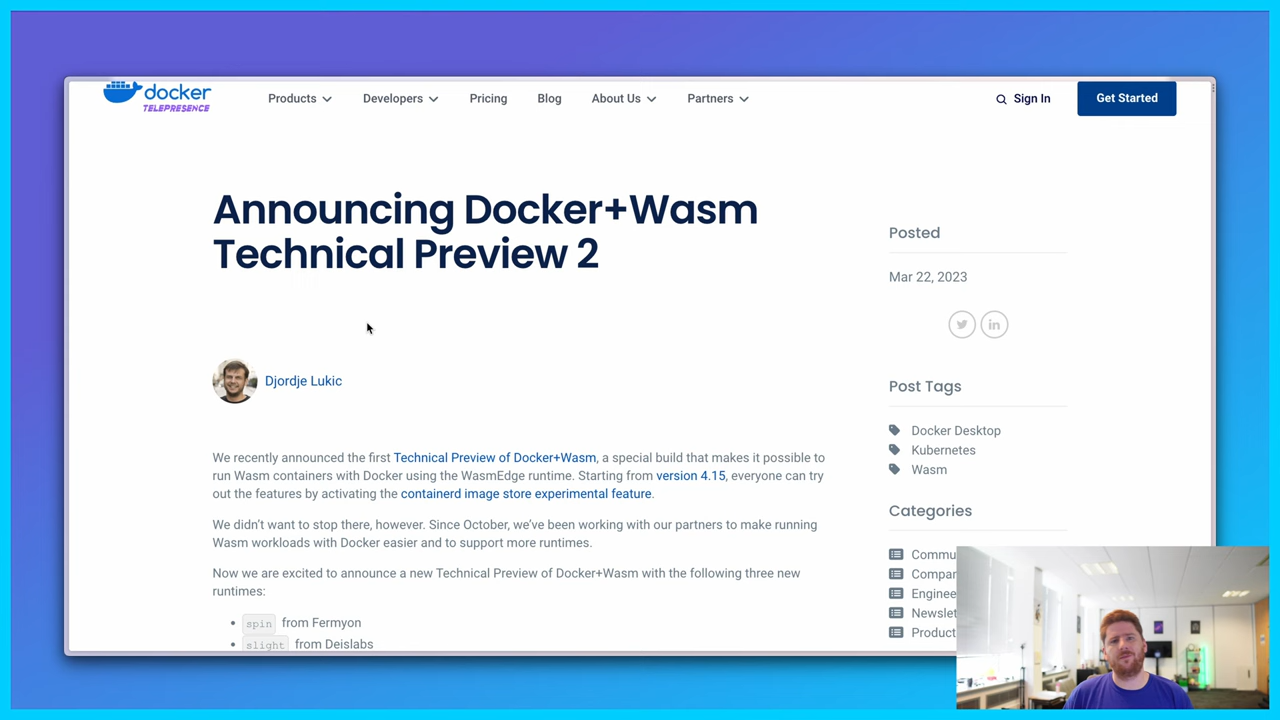 docker
TELEPRESENCE
Products
Developers
Pricing
Blog
About Us
Partners
Sign In
Get Started
Announcing Docker+Wasm
Technical Preview 2
Djordje Lukic
We recently announced the first Technical Preview of Docker+Wasm, a special build that makes it possible to
run Wasm containers with Docker using the WasmEdge runtime. Starting from version 4.15, everyone can try
out the features by activating the containerd image store experimental feature.
We didn't want to stop there, however. Since October, we've been working with our partners to make running
Wasm workloads with Docker easier and to support more runtimes.
Now we are excited to announce a new Technical Preview of Docker+Wasm with the following three new
runtimes:
• spin from Fermyon
• slight from Deislabs
Posted
Mar 22, 2023
Post Tags
Docker Desktop
Kubernetes
Wasm
Categories
Commu
Compan
Enginee
Newslet
Product